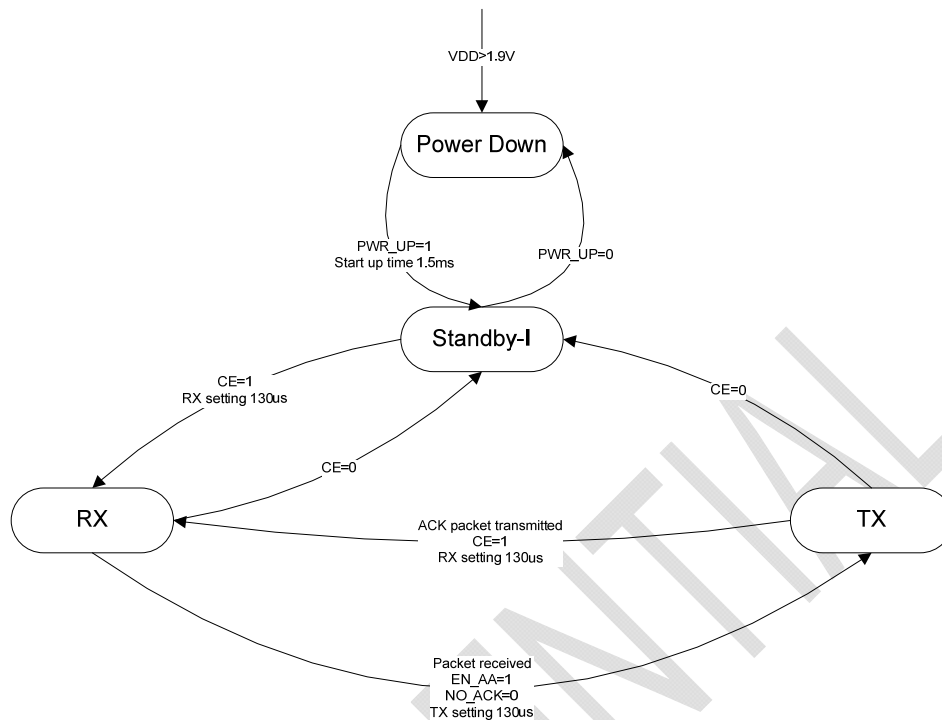 VDD>1.9V
Power Down
PWR_UP=1
Start up time 1.5ms
PWR_UP=0
Standby-I
CE=1
RX setting 130us
CE=0
CE=0
RX
ACK packet transmitted
CE=1
RX setting 130us
TX
Packet received
EN_AA=1
NO_ACK=0
TX setting 130us
ENTIAL